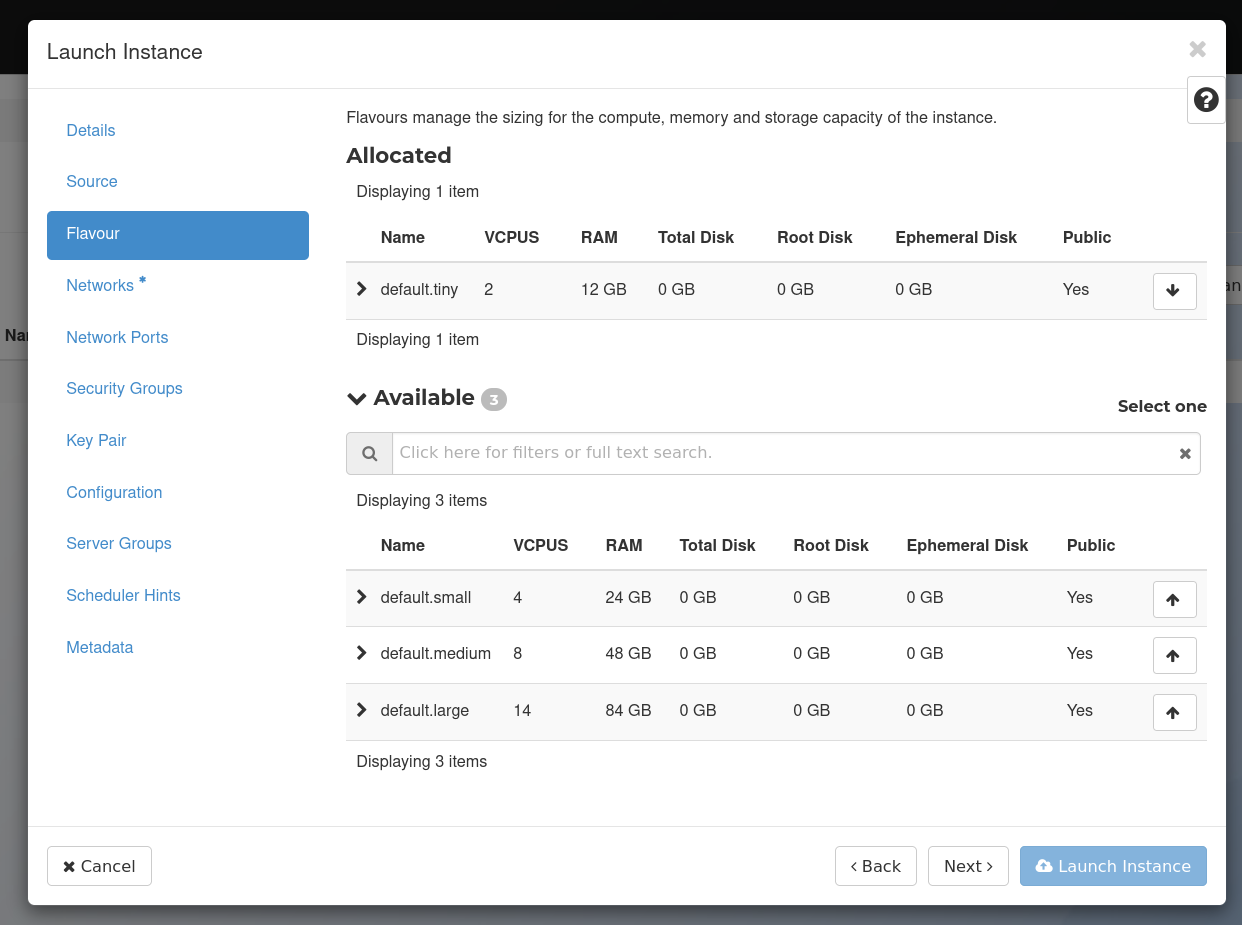 Launch Instance
Details
Source
Flavour
Networks *
Network Ports
Security Groups
Key Pair
Configuration
Server Groups
Scheduler Hints
Metadata
Flavours manage the sizing for the compute, memory and storage capacity of the instance.
Allocated
Displaying 1 item
Name VCPUS RAM Total Disk Root Disk Ephemeral Disk Public
default.tiny 2 12 GB 0 GB 0 GB 0 GB Yes
Displaying 1 item
Available 3
Select one
Click here for filters or full text search.
Displaying 3 items
Name VCPUS RAM Total Disk Root Disk Ephemeral Disk Public
default.small 4 24 GB 0 GB 0 GB 0 GB Yes
default.medium 8 48 GB 0 GB 0 GB 0 GB Yes
default.large 14 84 GB 0 GB 0 GB 0 GB Yes
Displaying 3 items
Cancel
‹ Back
Next ›
Launch Instance